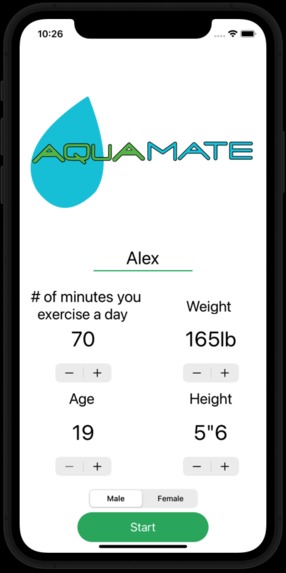 10:26
AQUAMATE
Alex
# of minutes you
exercise a day
Weight
70
165lb
− +
− +
Age
Height
19
5"6
− +
− +
Male Female
Start